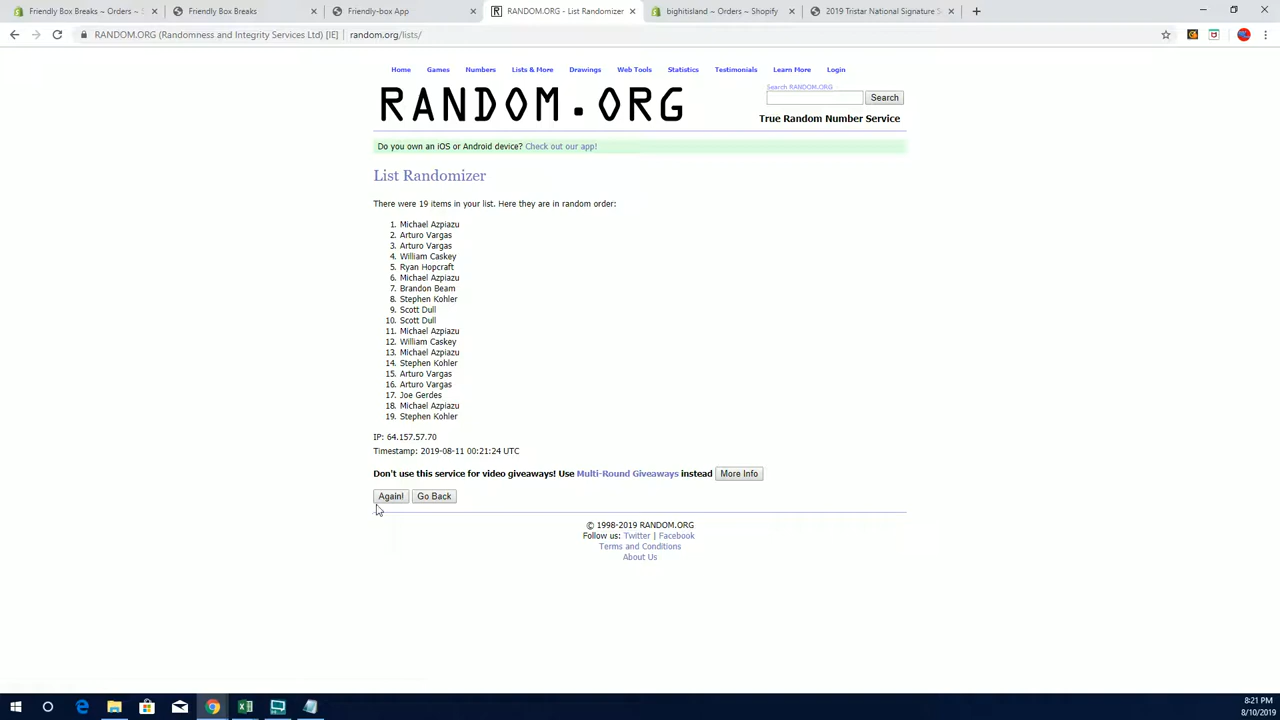 Friendly Box Breaks ~ Orders ~ S
Friendly Box Breaks
Friendly-box App
RANDOM.ORG - List Randomizer
bighitisland ~ Orders ~ Shopify
2019 Tristar National Signature S
RANDOM.ORG (Randomness and Integrity Services Ltd) [IE] | random.org/lists/
Home Games Numbers Lists & More Drawings Web Tools Statistics Testimonials Learn More Login
RANDOM.ORG
Search RANDOM.ORG
Search
True Random Number Service
Do you own an iOS or Android device? Check out our app!
List Randomizer
There were 19 items in your list. Here they are in random order:
1. Michael Azpiazu
2. Arturo Vargas
3. Arturo Vargas
4. William Caskey
5. Ryan Hopcraft
6. Michael Azpiazu
7. Brandon Beam
8. Stephen Kohler
9. Scott Dull
10. Scott Dull
11. Michael Azpiazu
12. William Caskey
13. Michael Azpiazu
14. Stephen Kohler
15. Arturo Vargas
16. Arturo Vargas
17. Joe Gerdes
18. Michael Azpiazu
19. Stephen Kohler
IP: 64.157.57.70
Timestamp: 2019-08-11 00:21:24 UTC
Don't use this service for video giveaways! Use Multi-Round Giveaways instead More Info
Again! Go Back
© 1998-2019 RANDOM.ORG
Follow us: Twitter | Facebook
Terms and Conditions
About Us
8:21 PM
8/10/2019